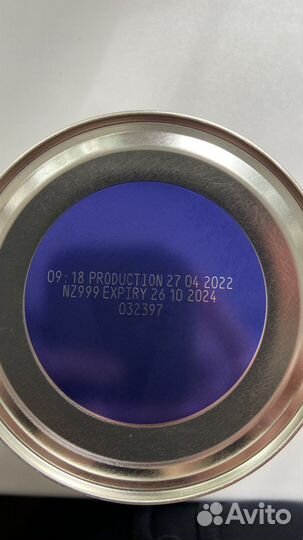 09:18 PRODUCTION 27 04 2022
NZ999 EXPIRY 26 10 2024
032397
Avito